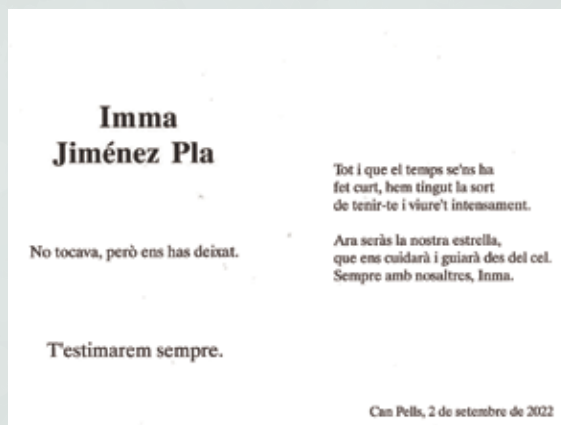 Imma
Jiménez Pla
No tocava, però ens has deixat.
T'estimarem sempre.
Tot i que el temps se'ns ha
fet curt, hem tingut la sort
de tenir-te i viure't intensament.
Ara seràs la nostra estrella,
que ens cuidarà i guiarà des del cel.
Sempre amb nosaltres, Inma.
Can Pells, 2 de setembre de 2022